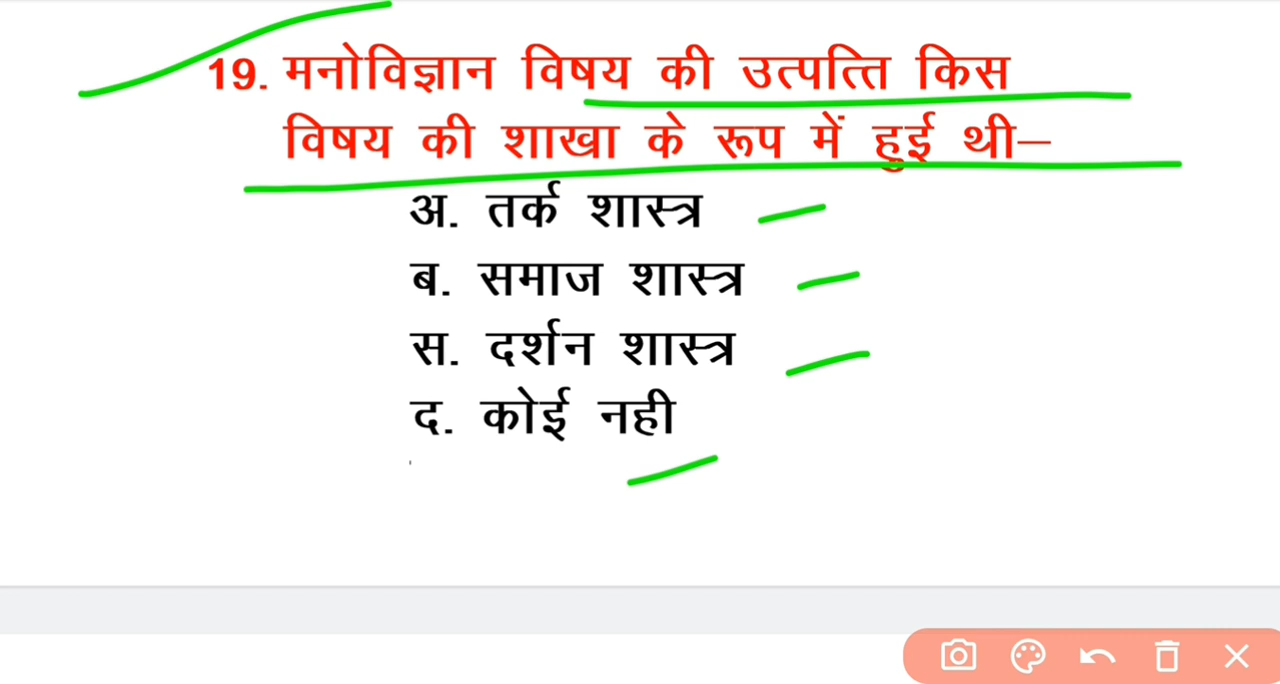 19. मनोविज्ञान विषय की उत्पत्ति किस
विषय की शाखा के रूप में हुई थी–
अ. तर्क शास्त्र
ब. समाज शास्त्र
स. दर्शन शास्त्र
द. कोई नही